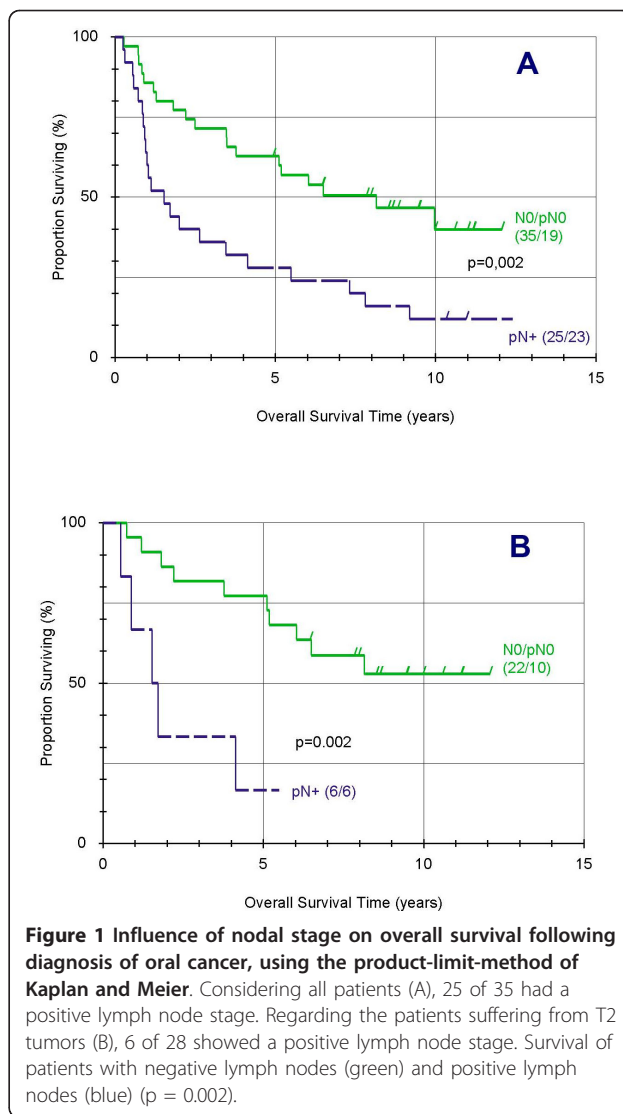 A
100
50
0
Proportion Surviving (%)
N0/pN0
(35/19)
p=0,002
pN+ (25/23)
0 5 10 15
Overall Survival Time (years)
B
100
50
0
Proportion Surviving (%)
N0/pN0
(22/10)
p=0.002
pN+ (6/6)
0 5 10 15
Overall Survival Time (years)
Figure 1 Influence of nodal stage on overall survival following
diagnosis of oral cancer, using the product-limit-method of
Kaplan and Meier. Considering all patients (A), 25 of 35 had a
positive lymph node stage. Regarding the patients suffering from T2
tumors (B), 6 of 28 showed a positive lymph node stage. Survival of
patients with negative lymph nodes (green) and positive lymph
nodes (blue) (p = 0.002).